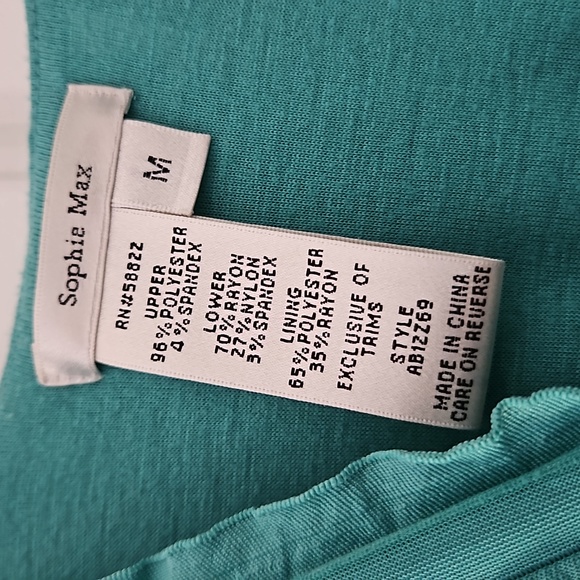 Sophie Max
M
RN#58822
UPPER
96%POLYESTER
4%SPANDEX
LOWER
70%RAYON
27%NYLON
3%SPANDEX
LINING
65%POLYESTER
35%RAYON
EXCLUSIVE OF
TRIMS
STYLE
AB12Z69
MADE IN CHINA
CARE ON REVERSE